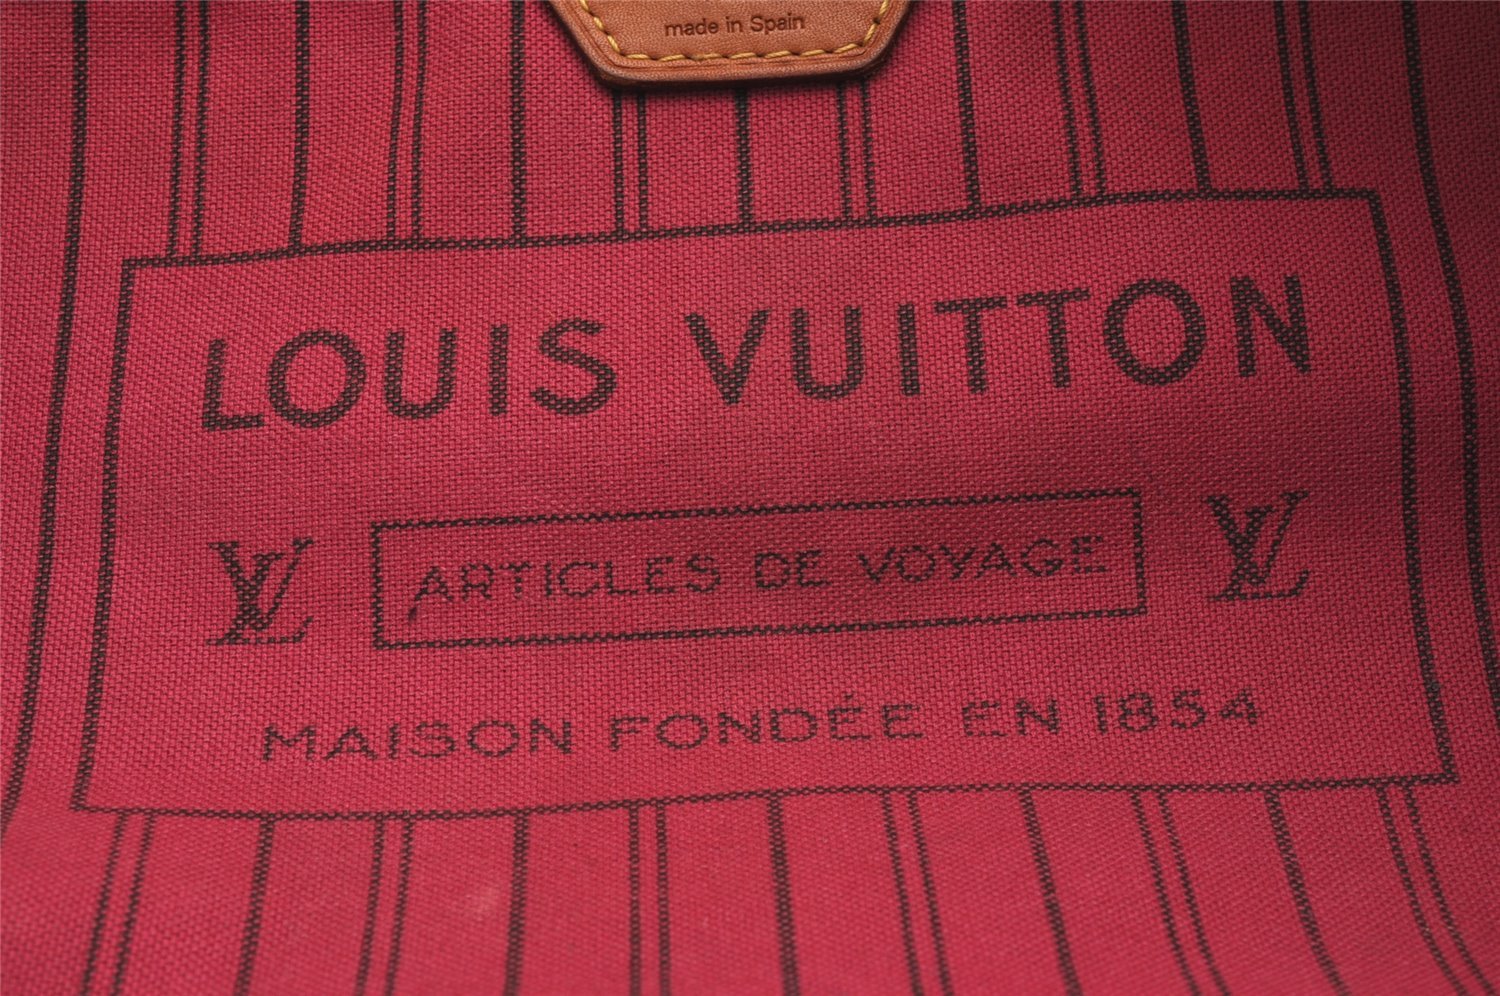 made in Spain
LOUIS VUITTON
LV ARTICLES DE VOYAGE LV
MAISON FONDÉE EN 1854